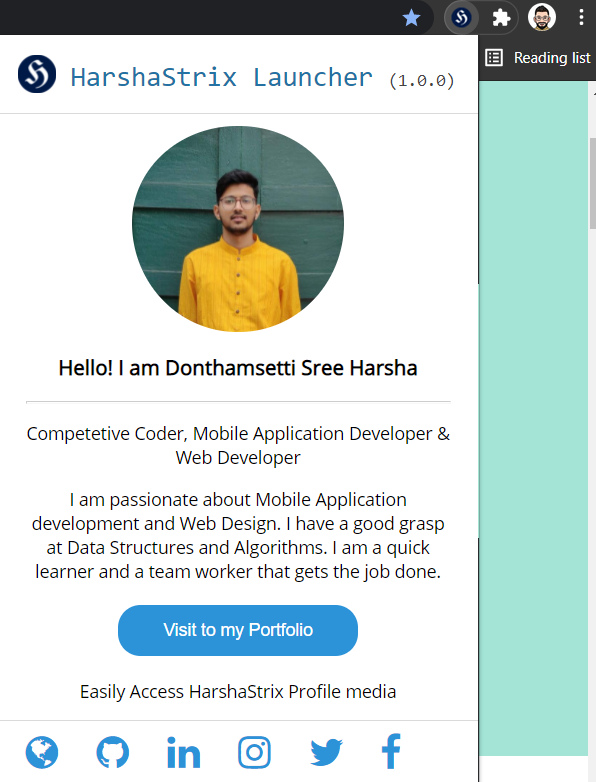 Reading list
HarshaStrix Launcher (1.0.0)
Hello! I am Donthamsetti Sree Harsha
Competetive Coder, Mobile Application Developer &
Web Developer
I am passionate about Mobile Application
development and Web Design. I have a good grasp
at Data Structures and Algorithms. I am a quick
learner and a team worker that gets the job done.
Visit to my Portfolio
Easily Access HarshaStrix Profile media